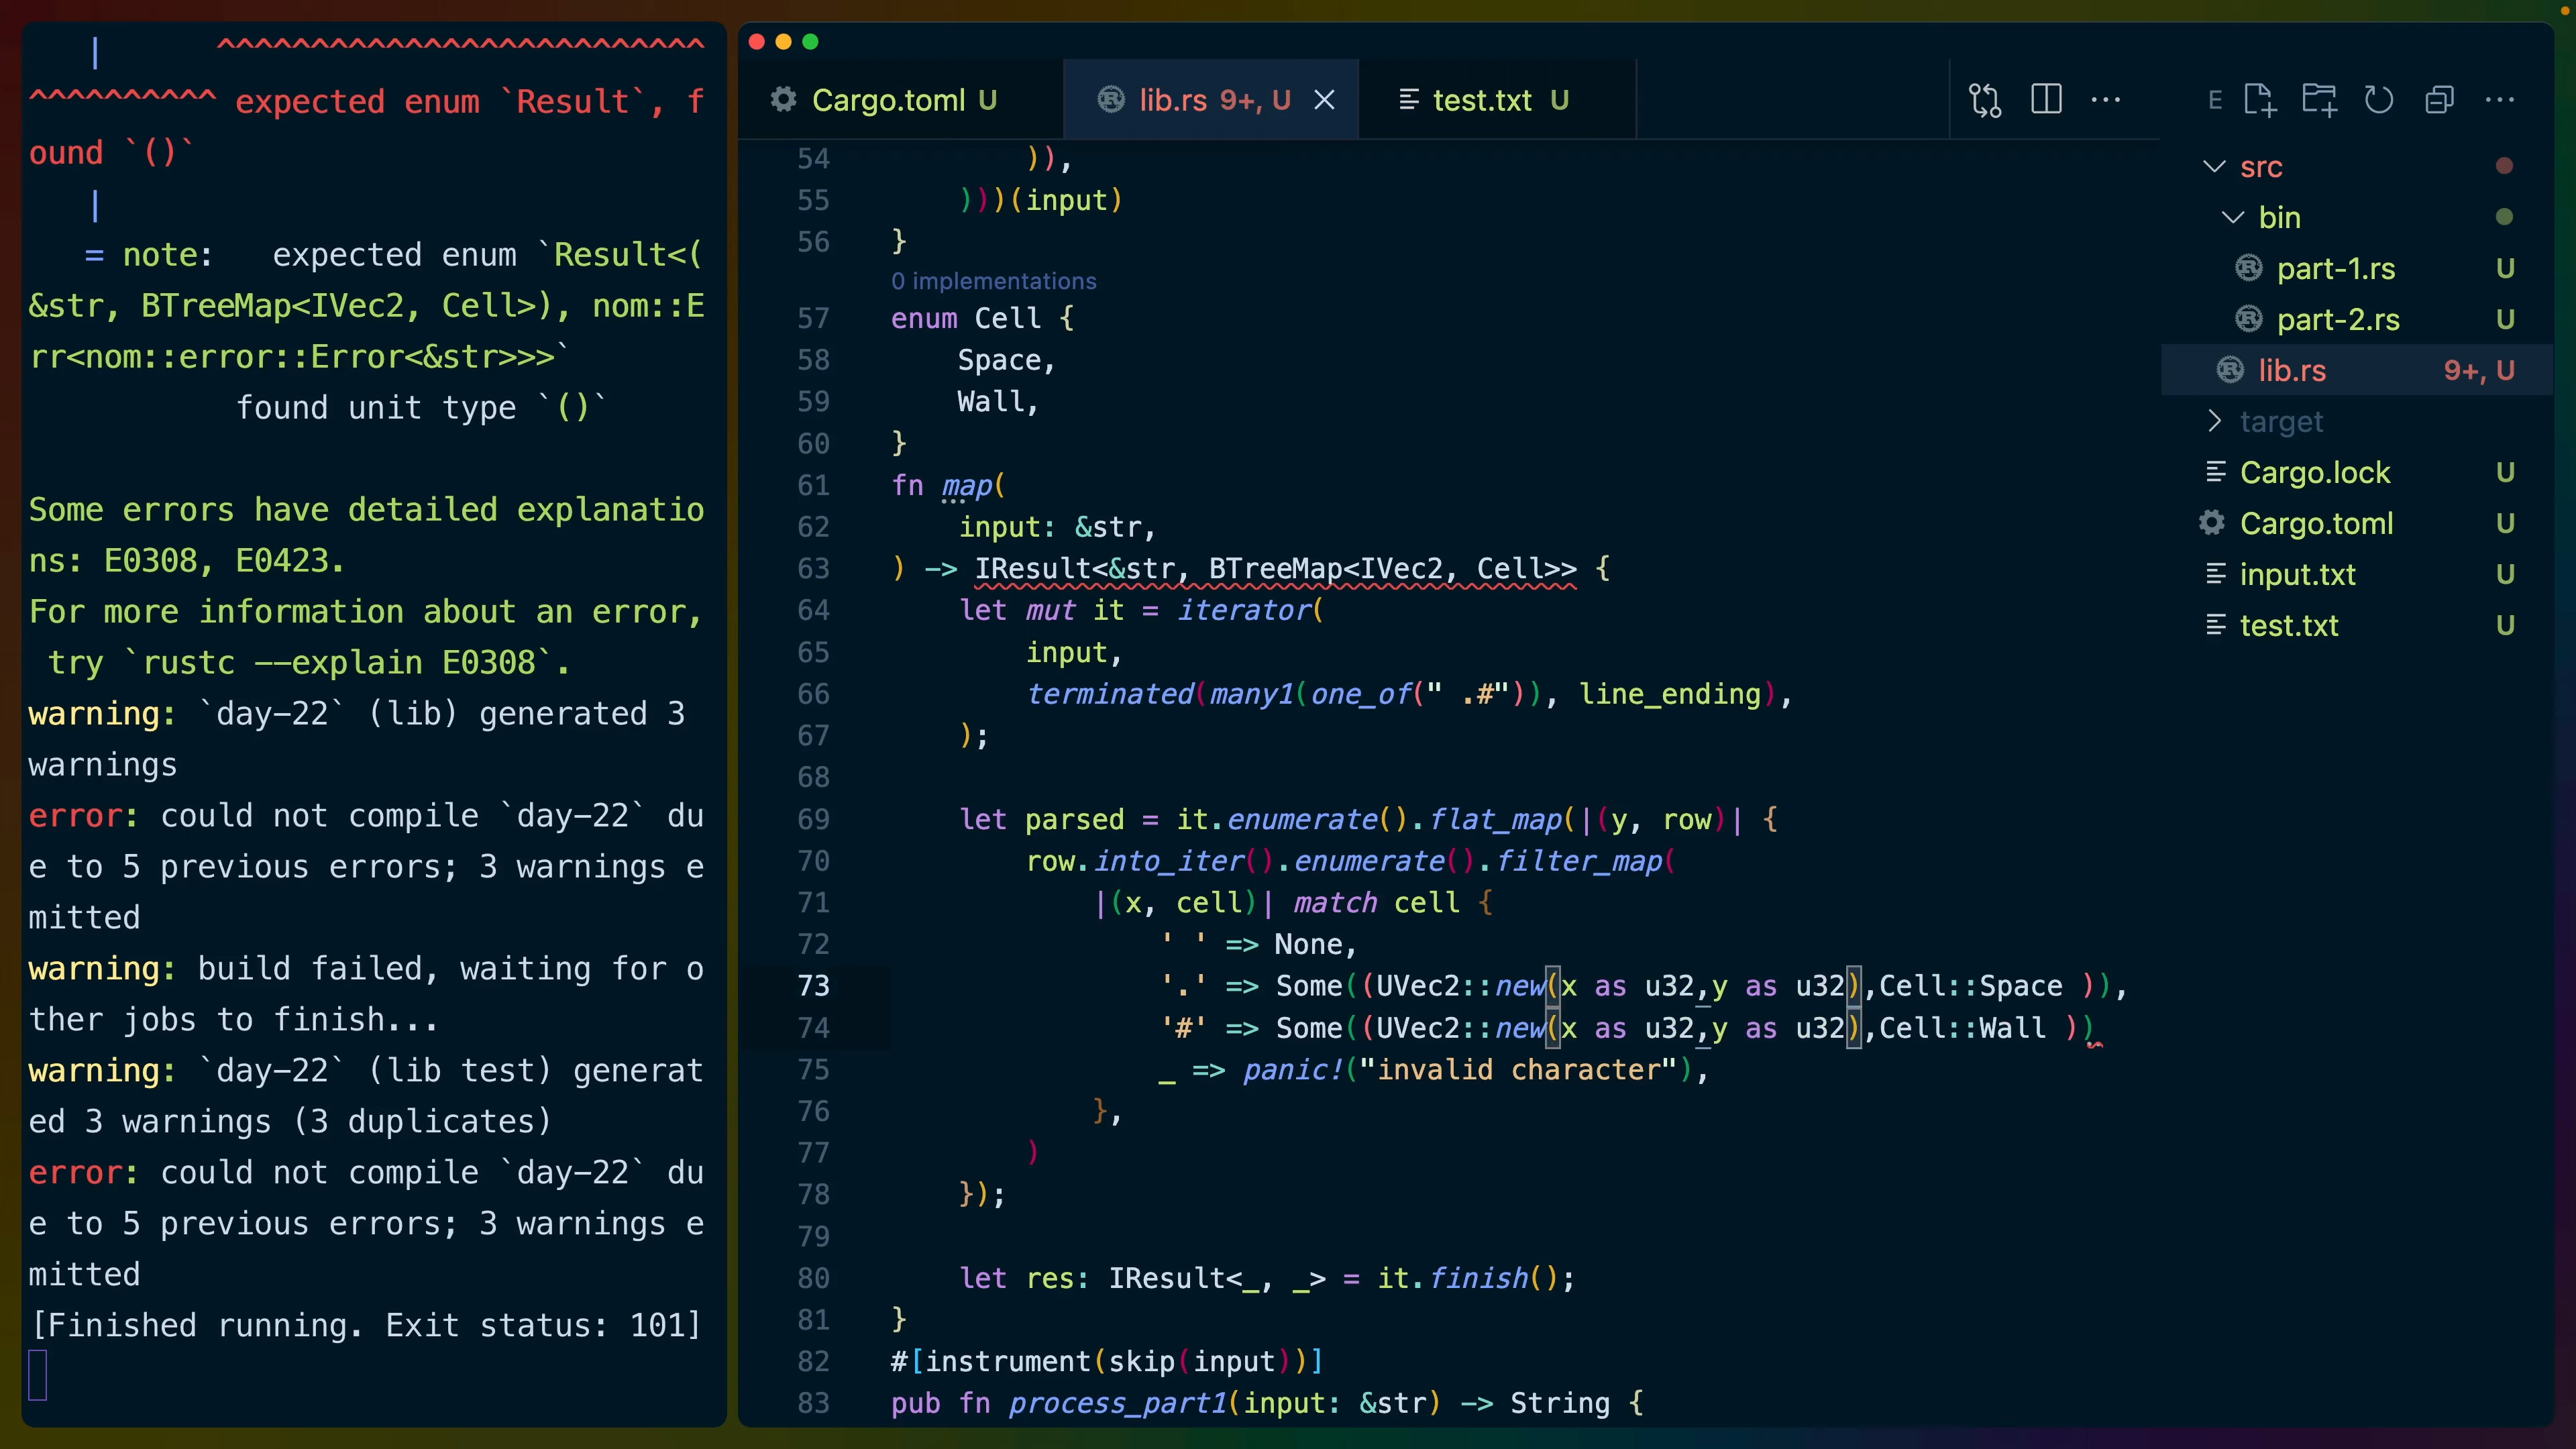 |      ^^^^^^^^^^^^^^^^^^^^^^^^^^
^^^^^^^^^^ expected enum `Result`, f
ound `()`
|
= note:   expected enum `Result<(
&str, BTreeMap<IVec2, Cell>), nom::E
rr<nom::error::Error<&str>>>`
found unit type `()`
Some errors have detailed explanatio
ns: E0308, E0423.
For more information about an error,
try `rustc --explain E0308`.
warning: `day-22` (lib) generated 3
warnings
error: could not compile `day-22` du
e to 5 previous errors; 3 warnings e
mitted
warning: build failed, waiting for o
ther jobs to finish...
warning: `day-22` (lib test) generat
ed 3 warnings (3 duplicates)
error: could not compile `day-22` du
e to 5 previous errors; 3 warnings e
mitted
[Finished running. Exit status: 101]
Cargo.toml U
lib.rs 9+, U
test.txt U
54 )),
55 )))(input)
56 }
0 implementations
57 enum Cell {
58 Space,
59 Wall,
60 }
61 fn map(
62 input: &str,
63 ) -> IResult<&str, BTreeMap<IVec2, Cell>> {
64 let mut it = iterator(
65 input,
66 terminated(many1(one_of(" .#")), line_ending),
67 );
68
69 let parsed = it.enumerate().flat_map(|(y, row)| {
70 row.into_iter().enumerate().filter_map(
71 |(x, cell)| match cell {
72 ' ' => None,
73 '.' => Some((UVec2::new(x as u32,y as u32),Cell::Space )),
74 '#' => Some((UVec2::new(x as u32,y as u32),Cell::Wall ))
75 _ => panic!("invalid character"),
76 },
77 )
78 });
79
80 let res: IResult<_, _> = it.finish();
81 }
82 #[instrument(skip(input))]
83 pub fn process_part1(input: &str) -> String {
E
src
bin
part-1.rs U
part-2.rs U
lib.rs 9+, U
target
Cargo.lock U
Cargo.toml U
input.txt U
test.txt U